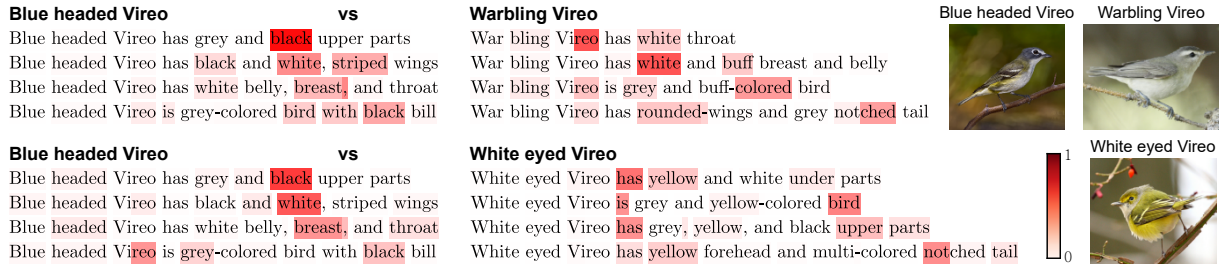 Blue headed Vireo vs Warbling Vireo
Blue headed Vireo has grey and black upper parts
Blue headed Vireo has black and white, striped wings
Blue headed Vireo has white belly, breast, and throat
Blue headed Vireo is grey-colored bird with black bill
War bling Vireo has white throat
War bling Vireo has white and buff breast and belly
War bling Vireo is grey and buff-colored bird
War bling Vireo has rounded-wings and grey notched tail
Blue headed Vireo
Warbling Vireo
Blue headed Vireo vs White eyed Vireo
Blue headed Vireo has grey and black upper parts
Blue headed Vireo has black and white, striped wings
Blue headed Vireo has white belly, breast, and throat
Blue headed Vireo is grey-colored bird with black bill
White eyed Vireo has yellow and white under parts
White eyed Vireo is grey and yellow-colored bird
White eyed Vireo has grey, yellow, and black upper parts
White eyed Vireo has yellow forehead and multi-colored notched tail
1
0
White eyed Vireo